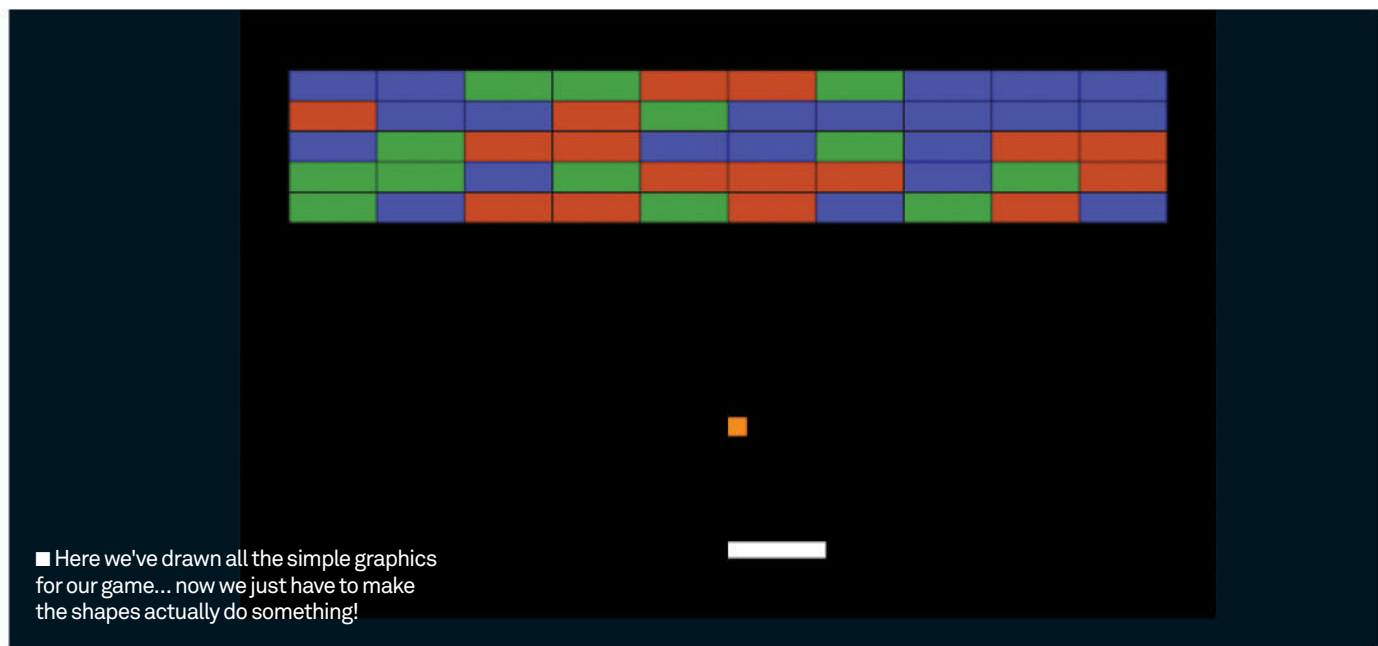 ■ Here we've drawn all the simple graphics
for our game... now we just have to make
the shapes actually do something!